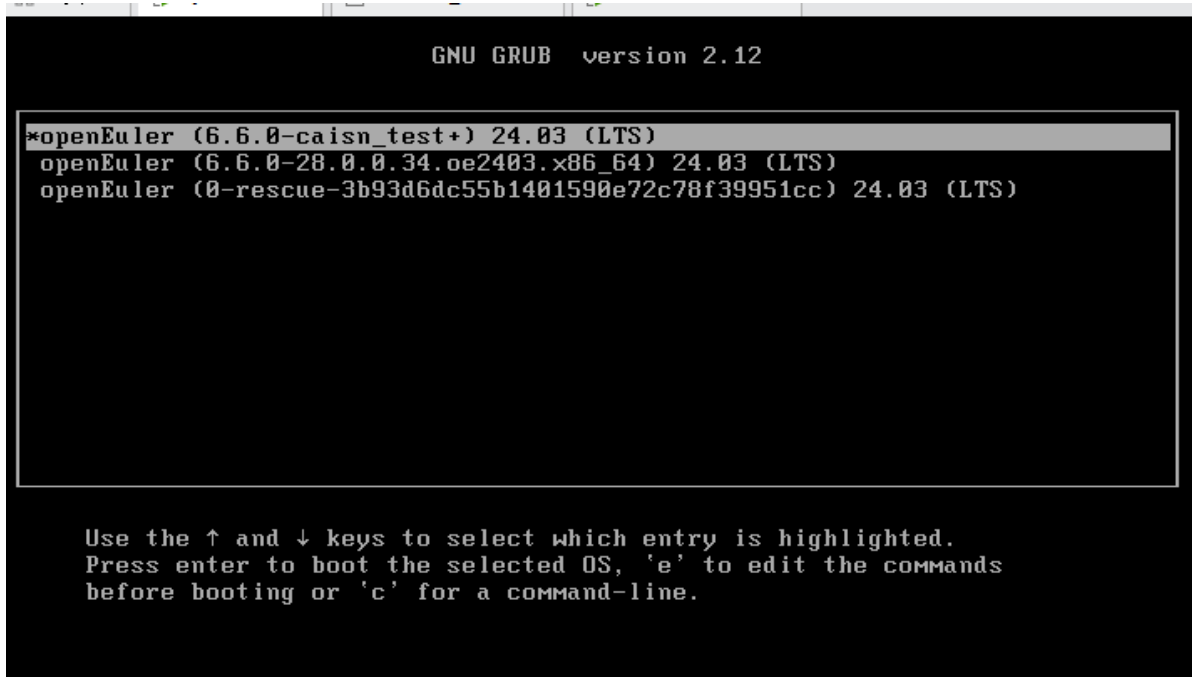 GNU GRUB version 2.12
*openEuler (6.6.0-caisn_test+) 24.03 (LTS)
openEuler (6.6.0-28.0.0.34.oe2403.x86_64) 24.03 (LTS)
openEuler (0-rescue-3b93d6dc55b1401590e72c78f39951cc) 24.03 (LTS)
Use the ↑ and ↓ keys to select which entry is highlighted.
Press enter to boot the selected OS, `e' to edit the commands
before booting or `c' for a command-line.